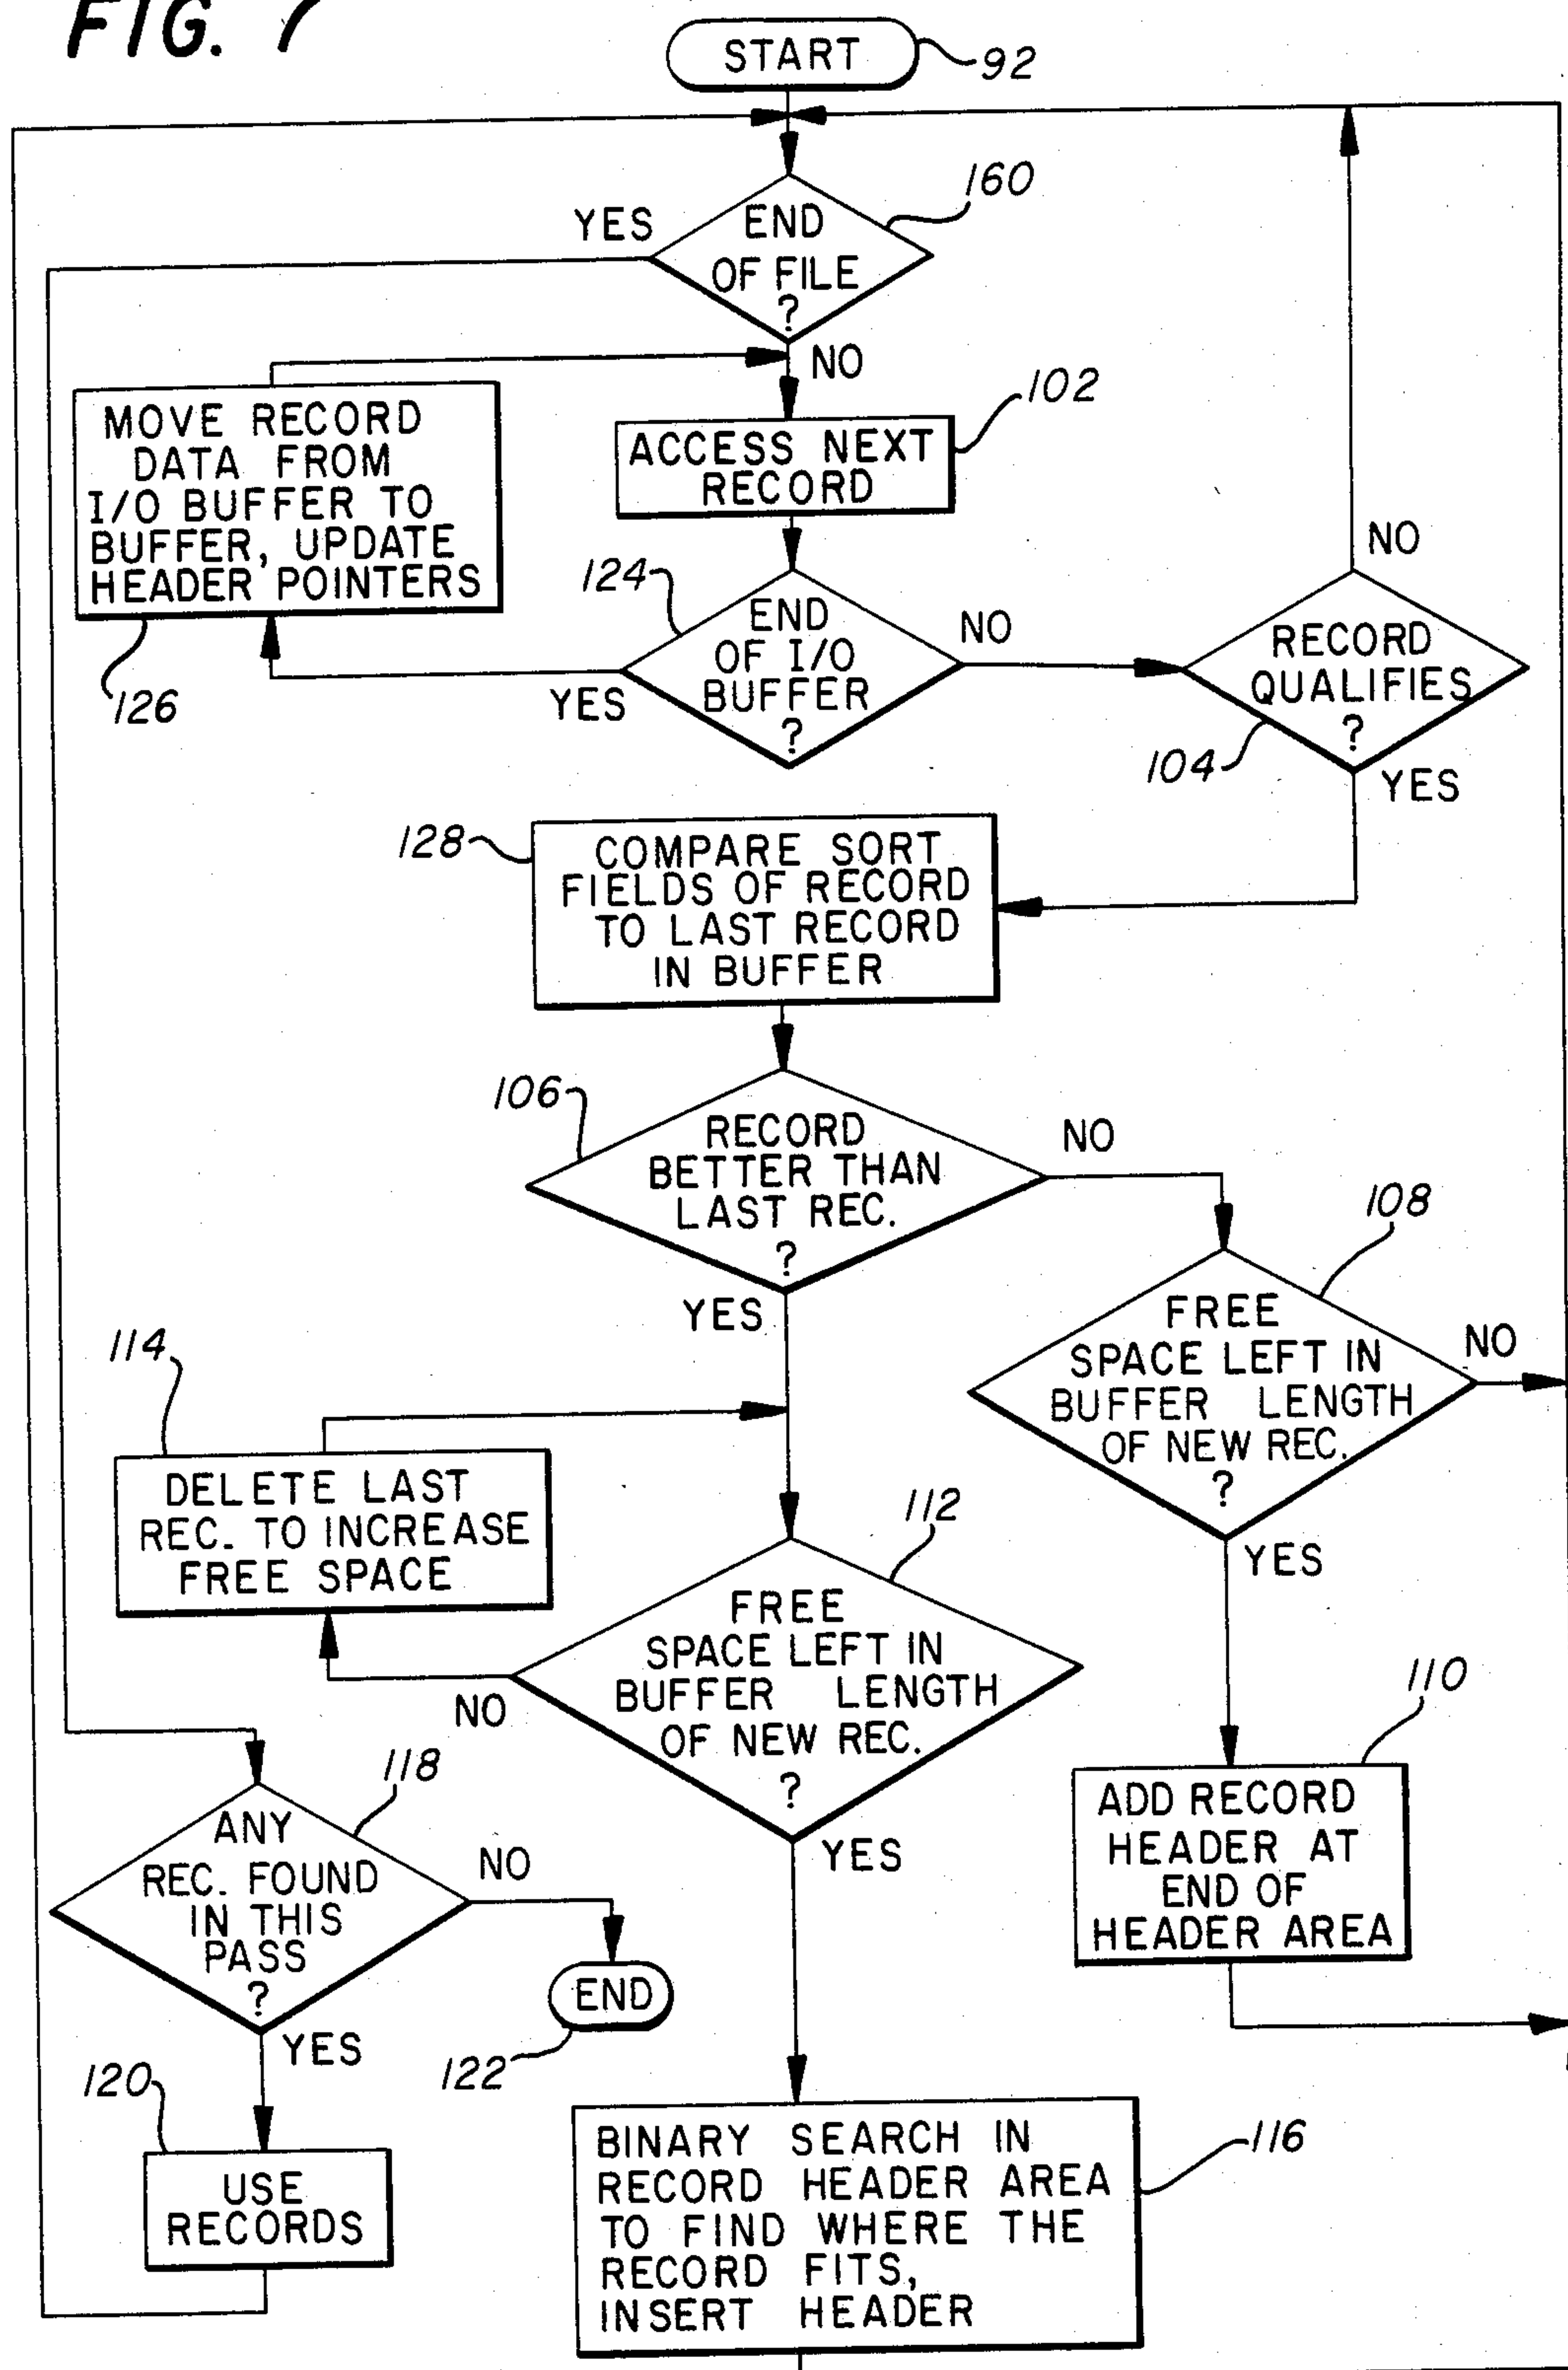 FIG. 7
START
92
160
YES
END
OF FILE
?
NO
MOVE RECORD
DATA FROM
I/O BUFFER TO
BUFFER, UPDATE
HEADER POINTERS
126
102
ACCESS NEXT
RECORD
124
END
OF I/O
BUFFER
?
YES
NO
NO
RECORD
QUALIFIES
?
104
YES
128
COMPARE SORT
FIELDS OF RECORD
TO LAST RECORD
IN BUFFER
106
RECORD
BETTER THAN
LAST REC.
?
NO
YES
108
FREE
SPACE LEFT IN
BUFFER LENGTH
OF NEW REC.
?
NO
YES
114
DELETE LAST
REC. TO INCREASE
FREE SPACE
112
FREE
SPACE LEFT IN
BUFFER LENGTH
OF NEW REC.
?
NO
YES
110
ADD RECORD
HEADER AT
END OF
HEADER AREA
118
ANY
REC. FOUND
IN THIS
PASS
?
NO
YES
END
122
120
USE
RECORDS
116
BINARY SEARCH IN
RECORD HEADER AREA
TO FIND WHERE THE
RECORD FITS,
INSERT HEADER